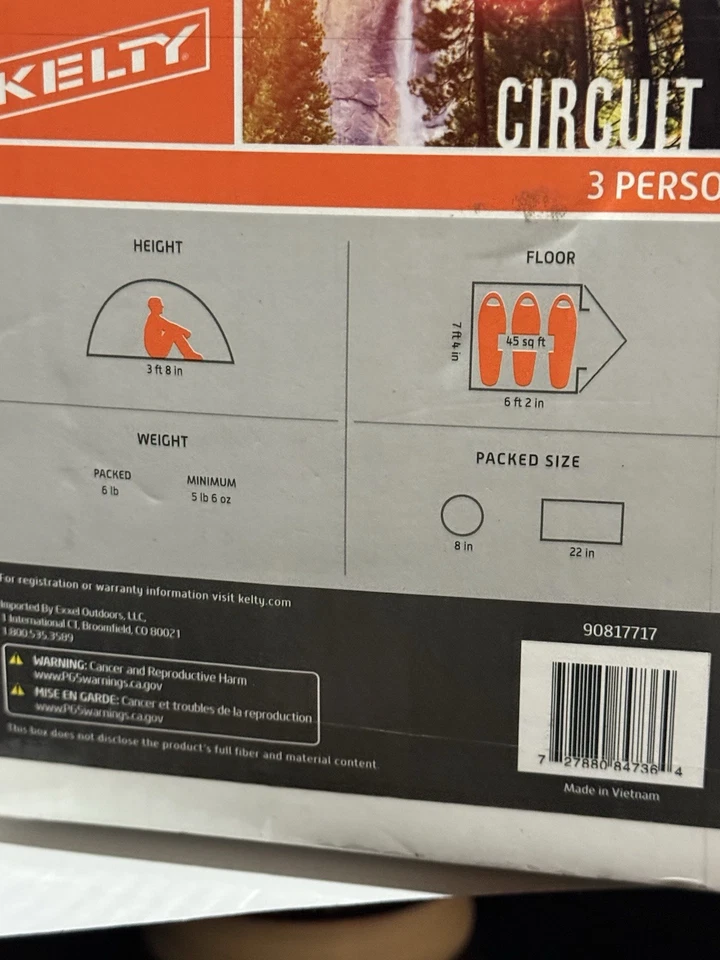 KELTY
CIRCUIT
3 PERSO
HEIGHT
3 ft 8 in
FLOOR
7 ft 4 in
45 sq ft
6 ft 2 in
WEIGHT
PACKED
6 lb
MINIMUM
5 lb 6 oz
PACKED SIZE
8 in
22 in
For registration or warranty information visit kelty.com
Imported By Exxel Outdoors, LLC,
1 International CT, Broomfield, CO 80021
1.800.535.3589
WARNING: Cancer and Reproductive Harm
www.P65warnings.ca.gov
MISE EN GARDE: Cancer et troubles de la reproduction
www.P65warnings.ca.gov
This box does not disclose the product's full fiber and material content
90817717
7 27880 84736 4
Made in Vietnam